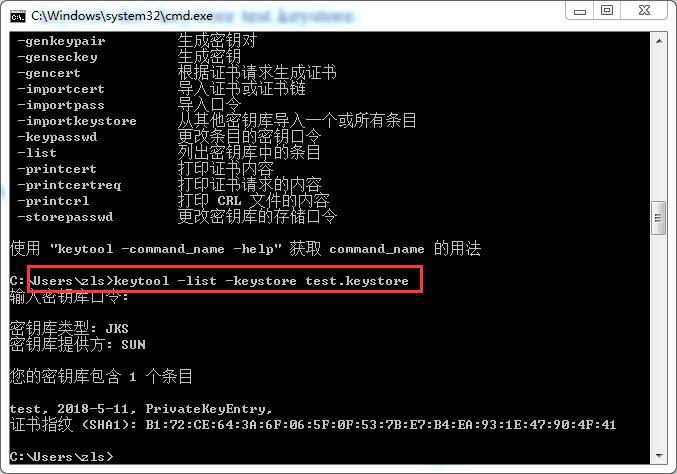 C:\Windows\system32\cmd.exe
-genkeypair 生成密钥对
-genseckey 生成密钥
-gencert 根据证书请求生成证书
-importcert 导入证书或证书链
-importpass 导入口令
-importkeystore 从其他密钥库导入一个或所有条目
-keypasswd 更改条目的密钥口令
-list 列出密钥库中的条目
-printcert 打印证书内容
-printcertreq 打印证书请求的内容
-printcrl 打印 CRL 文件的内容
-storepasswd 更改密钥库的存储口令
使用 "keytool -command_name -help" 获取 command_name 的用法
C:\Users\zls>keytool -list -keystore test.keystore
输入密钥库口令:
密钥库类型: JKS
密钥库提供方: SUN
您的密钥库包含 1 个条目
test, 2018-5-11, PrivateKeyEntry,
证书指纹 (SHA1): B1:72:CE:64:3A:6F:06:5F:0F:53:7B:E7:B4:EA:93:1E:47:90:4F:41
C:\Users\zls>